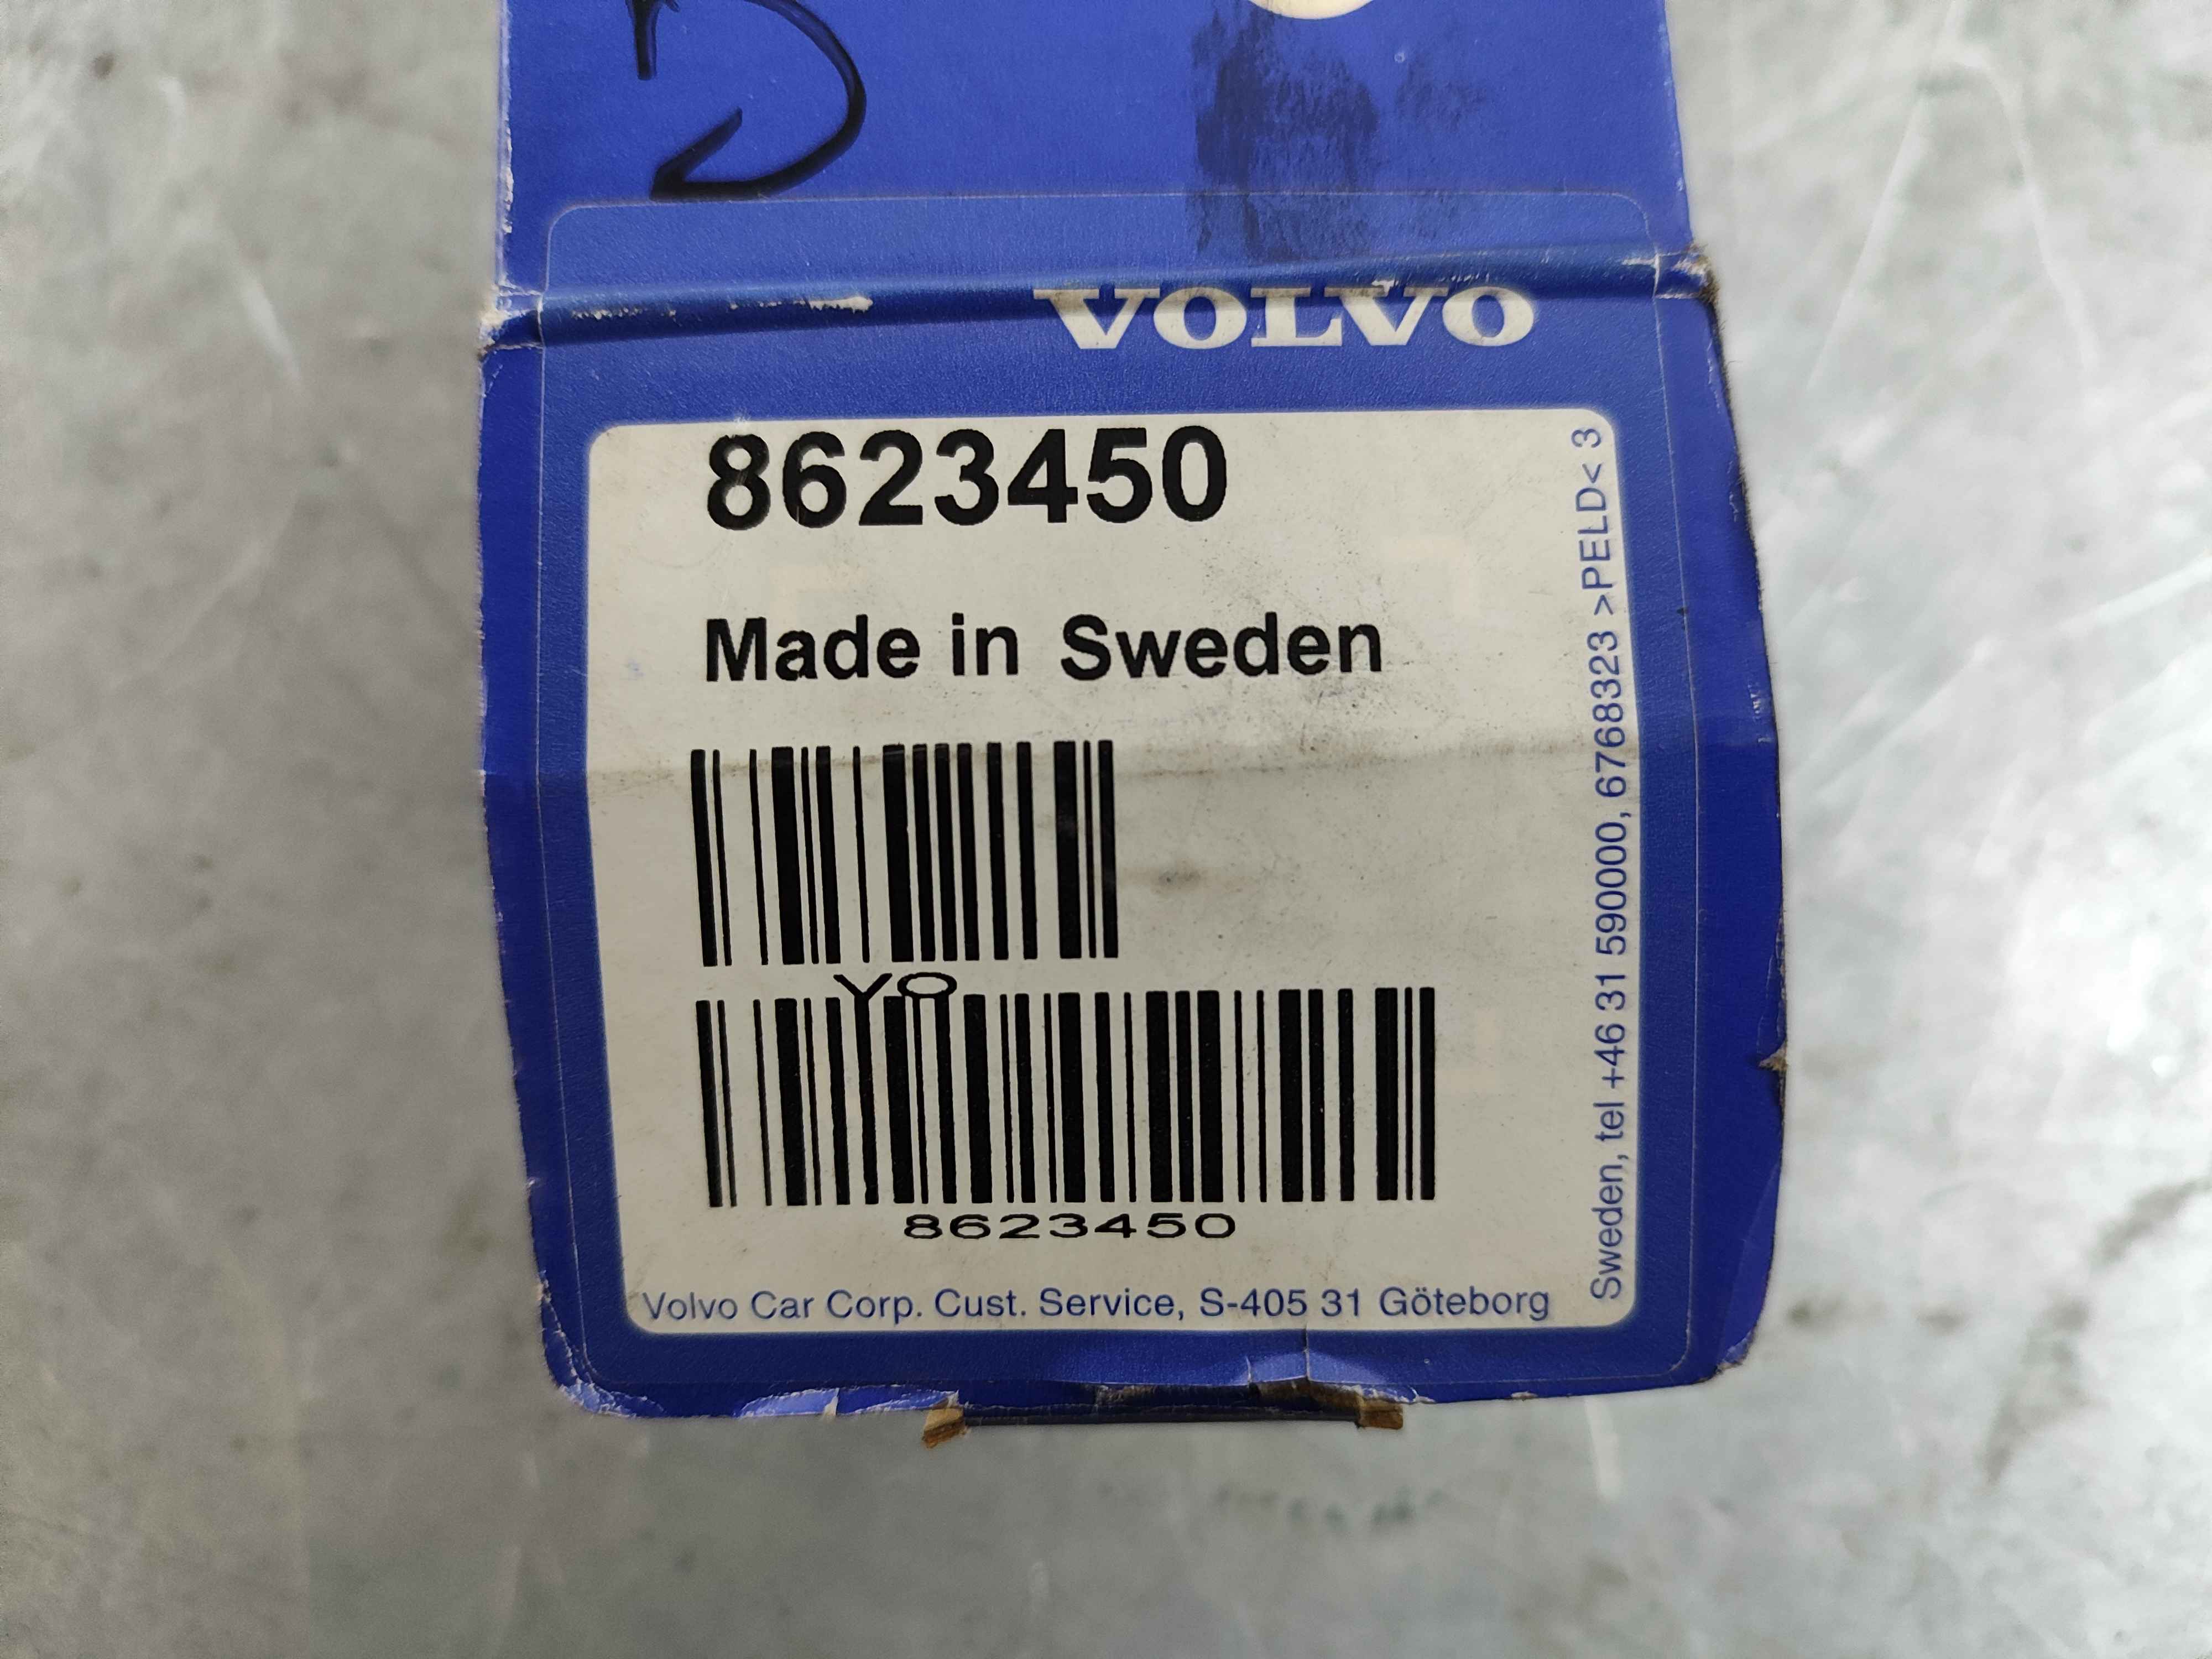 VOLVO
8623450
Made in Sweden
YO
8623450
Volvo Car Corp. Cust. Service, S-405 31 Göteborg
Sweden, tel +46 31 590000, 6768323 >PELD< 3